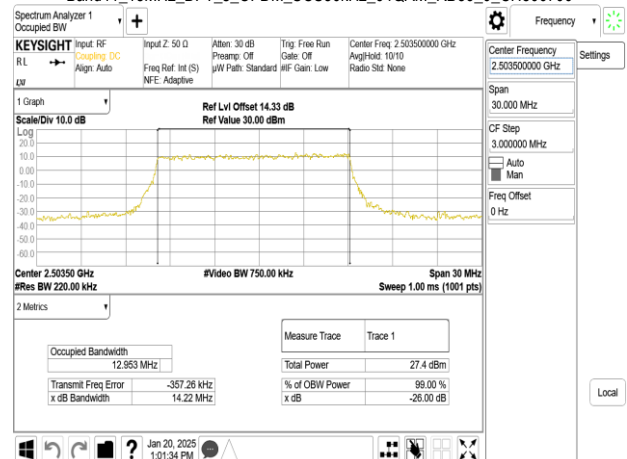 Spectrum Analyzer 1
Occupied BW
Frequency
KEYSIGHT
RL
Input: RF
Coupling: DC
Align: Auto
Input Z: 50 Ω
Freq Ref: Int (S)
NFE: Adaptive
Atten: 30 dB
Preamp: Off
µW Path: Standard
Trig: Free Run
Gate: Off
#IF Gain: Low
Center Freq: 2.503500000 GHz
Avg|Hold: 10/10
Radio Std: None
Center Frequency
2.503500000 GHz
Settings
Span
30.000 MHz
CF Step
3.000000 MHz
Auto
Man
Freq Offset
0 Hz
Local
1 Graph
Scale/Div 10.0 dB
Ref Lvl Offset 14.33 dB
Ref Value 30.00 dBm
Log
20.0
10.0
0.00
-10.0
-20.0
-30.0
-40.0
-50.0
-60.0
Center 2.50350 GHz
#Video BW 750.00 kHz
Span 30 MHz
#Res BW 220.00 kHz
Sweep 1.00 ms (1001 pts)
2 Metrics
Measure Trace
Trace 1
Occupied Bandwidth
12.953 MHz
Total Power
27.4 dBm
Transmit Freq Error
-357.26 kHz
% of OBW Power
99.00 %
x dB Bandwidth
14.22 MHz
x dB
-26.00 dB
Jan 20, 2025
1:01:34 PM